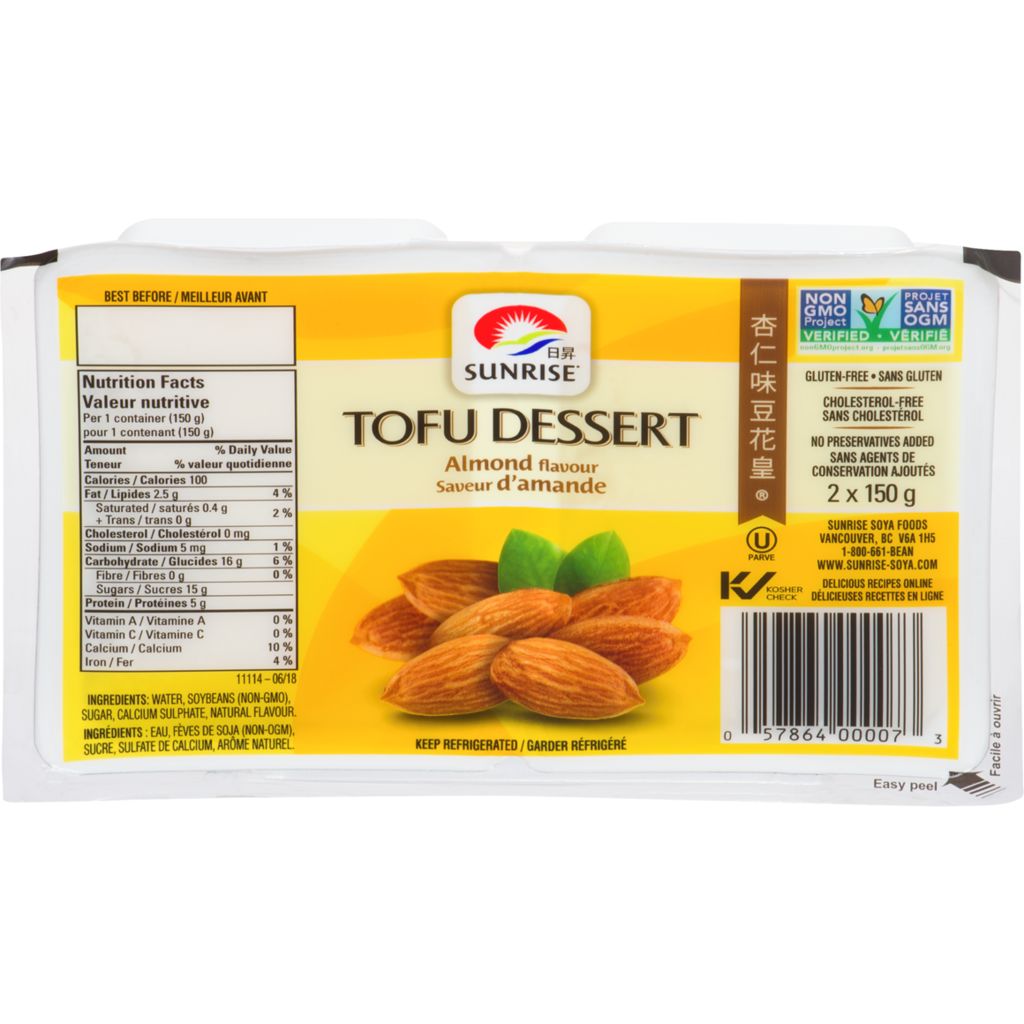 BEST BEFORE / MEILLEUR AVANT
Nutrition Facts
Valeur nutritive
Per 1 container (150 g)
pour 1 contenant (150 g)
Amount % Daily Value
Teneur % valeur quotidienne
Calories / Calories 100
Fat / Lipides 2.5 g 4 %
Saturated / saturés 0.4 g
+ Trans / trans 0 g 2 %
Cholesterol / Cholestérol 0 mg
Sodium / Sodium 5 mg 1 %
Carbohydrate / Glucides 16 g 6 %
Fibre / Fibres 0 g 0 %
Sugars / Sucres 15 g
Protein / Protéines 5 g
Vitamin A / Vitamine A 0 %
Vitamin C / Vitamine C 0 %
Calcium / Calcium 10 %
Iron / Fer 4 %
11114 – 06/18
INGREDIENTS: WATER, SOYBEANS (NON-GMO),
SUGAR, CALCIUM SULPHATE, NATURAL FLAVOUR.
INGRÉDIENTS : EAU, FÈVES DE SOJA (NON-OGM),
SUCRE, SULFATE DE CALCIUM, ARÔME NATUREL.
日昇
SUNRISE
TOFU DESSERT
Almond flavour
Saveur d'amande
KEEP REFRIGERATED / GARDER RÉFRIGÉRÉ
杏仁味豆花皇®
U
PARVE
KOSHER
CHECK
NON
GMO
Project
PROJET
SANS
OGM
VERIFIED • VÉRIFIÉ
nonGMOproject.org - projetsansOGM.org
GLUTEN-FREE • SANS GLUTEN
CHOLESTEROL-FREE
SANS CHOLESTÉROL
NO PRESERVATIVES ADDED
SANS AGENTS DE
CONSERVATION AJOUTÉS
2 x 150 g
SUNRISE SOYA FOODS
VANCOUVER, BC V6A 1H5
1-800-661-BEAN
WWW.SUNRISE-SOYA.COM
DELICIOUS RECIPES ONLINE
DÉLICIEUSES RECETTES EN LIGNE
0 57864 00007 3
Easy peel
Facile à ouvrir